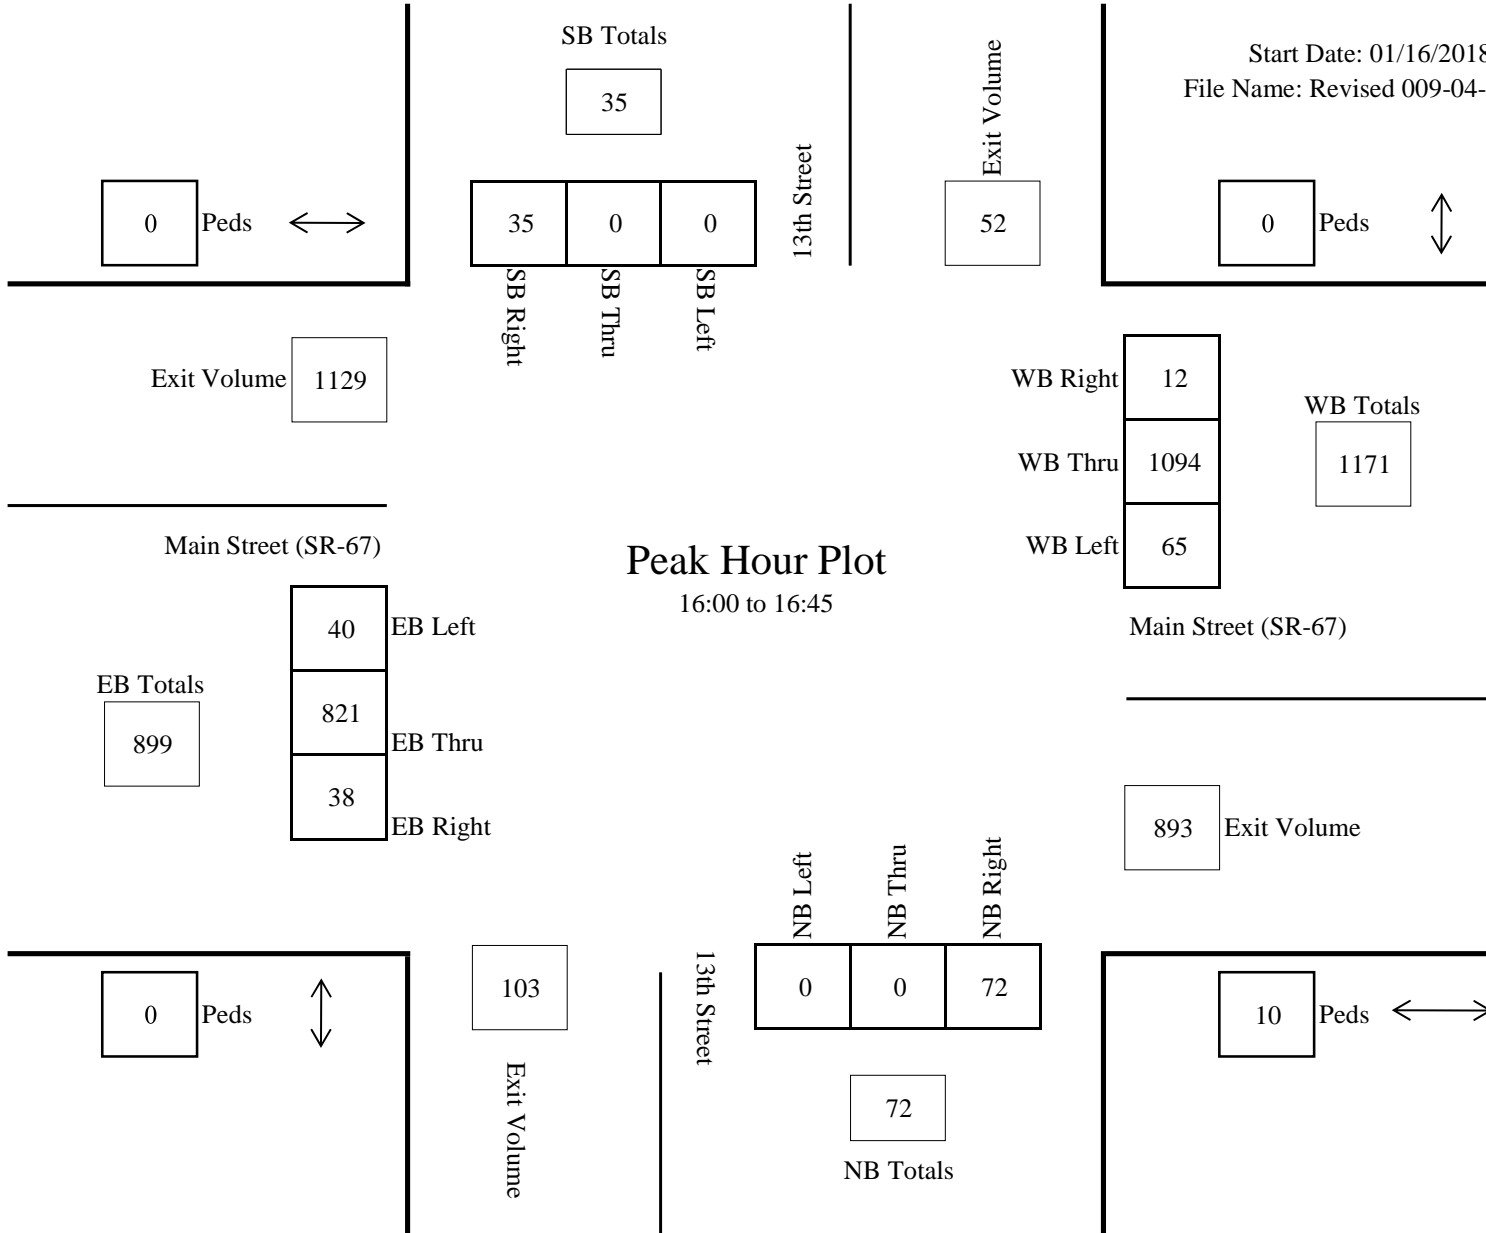 SB Totals
35
Start Date: 01/16/2018
File Name: Revised 009-04-
Exit Volume
52
13th Street
0 Peds
35 0 0
0 Peds
SB Right
SB Thru
SB Left
Exit Volume 1129
WB Right 12
WB Thru 1094
WB Left 65
WB Totals
1171
Main Street (SR-67)
Peak Hour Plot
16:00 to 16:45
40 EB Left
821 EB Thru
38 EB Right
EB Totals
899
Main Street (SR-67)
893 Exit Volume
NB Left
NB Thru
NB Right
0 0 72
13th Street
103
Exit Volume
0 Peds
10 Peds
72
NB Totals